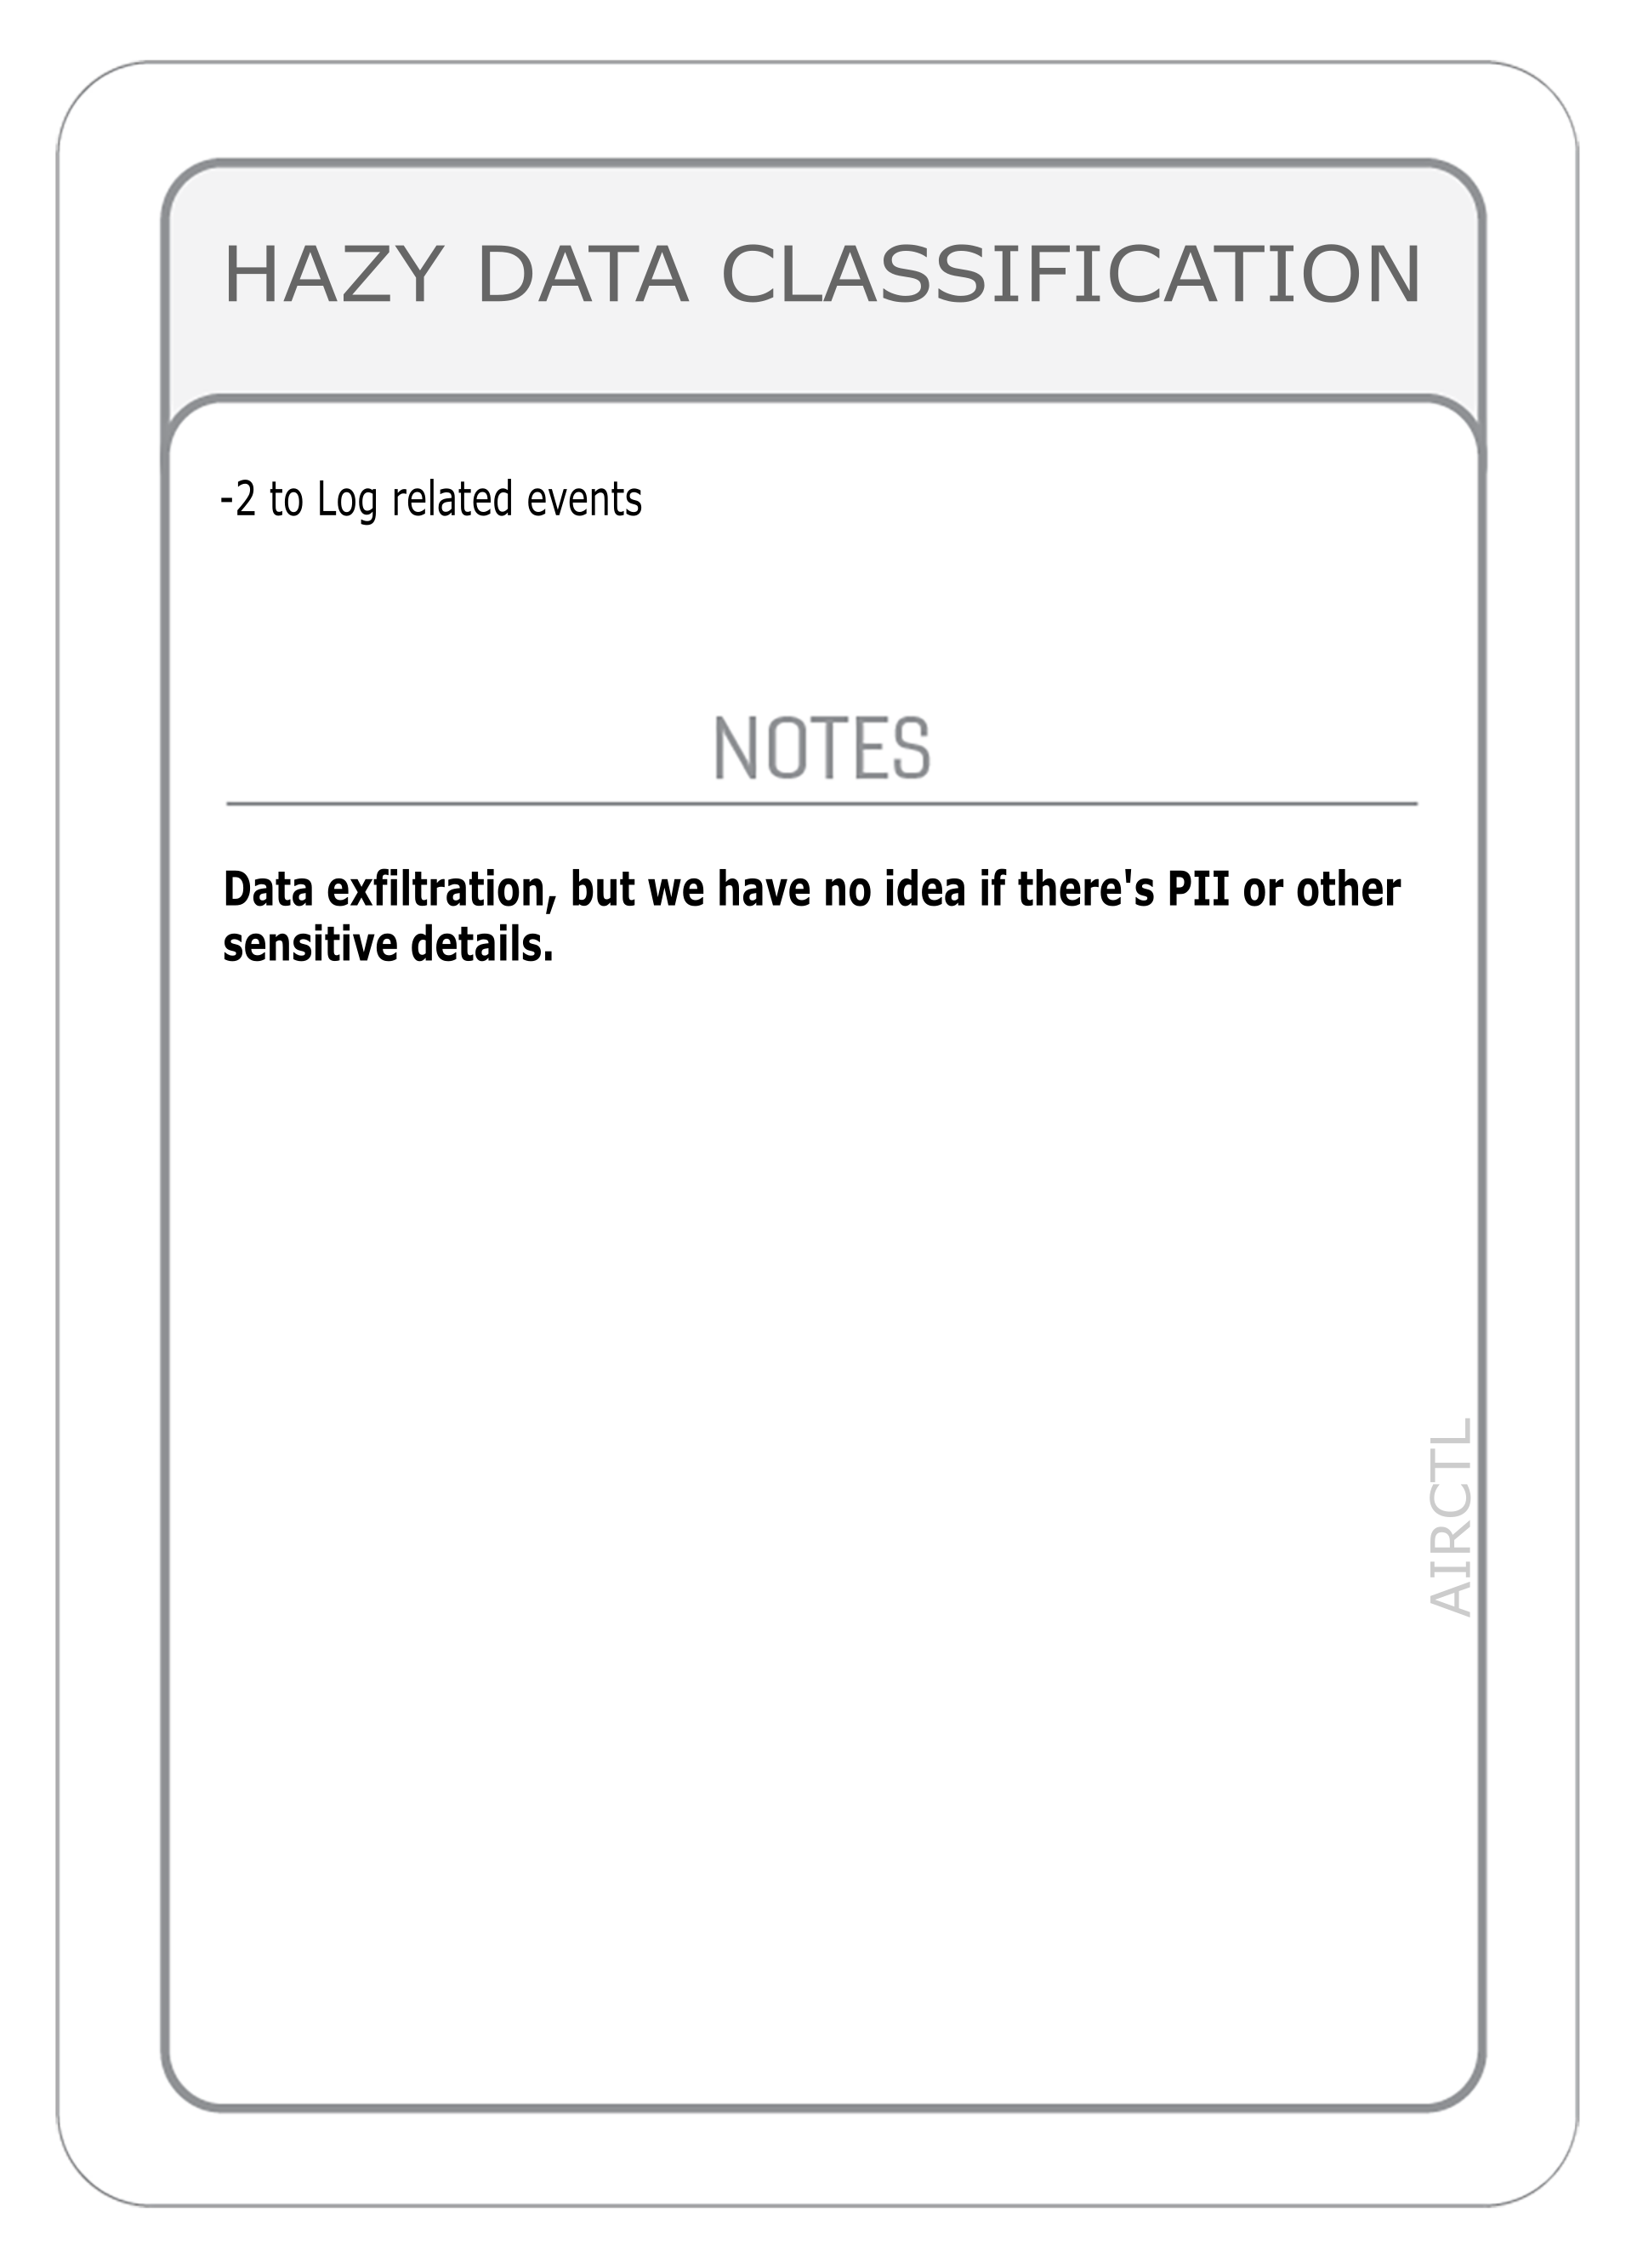 HAZY DATA CLASSIFICATION
-2 to Log related events
NOTES
Data exfiltration, but we have no idea if there's PII or other
sensitive details.
AIRCTL